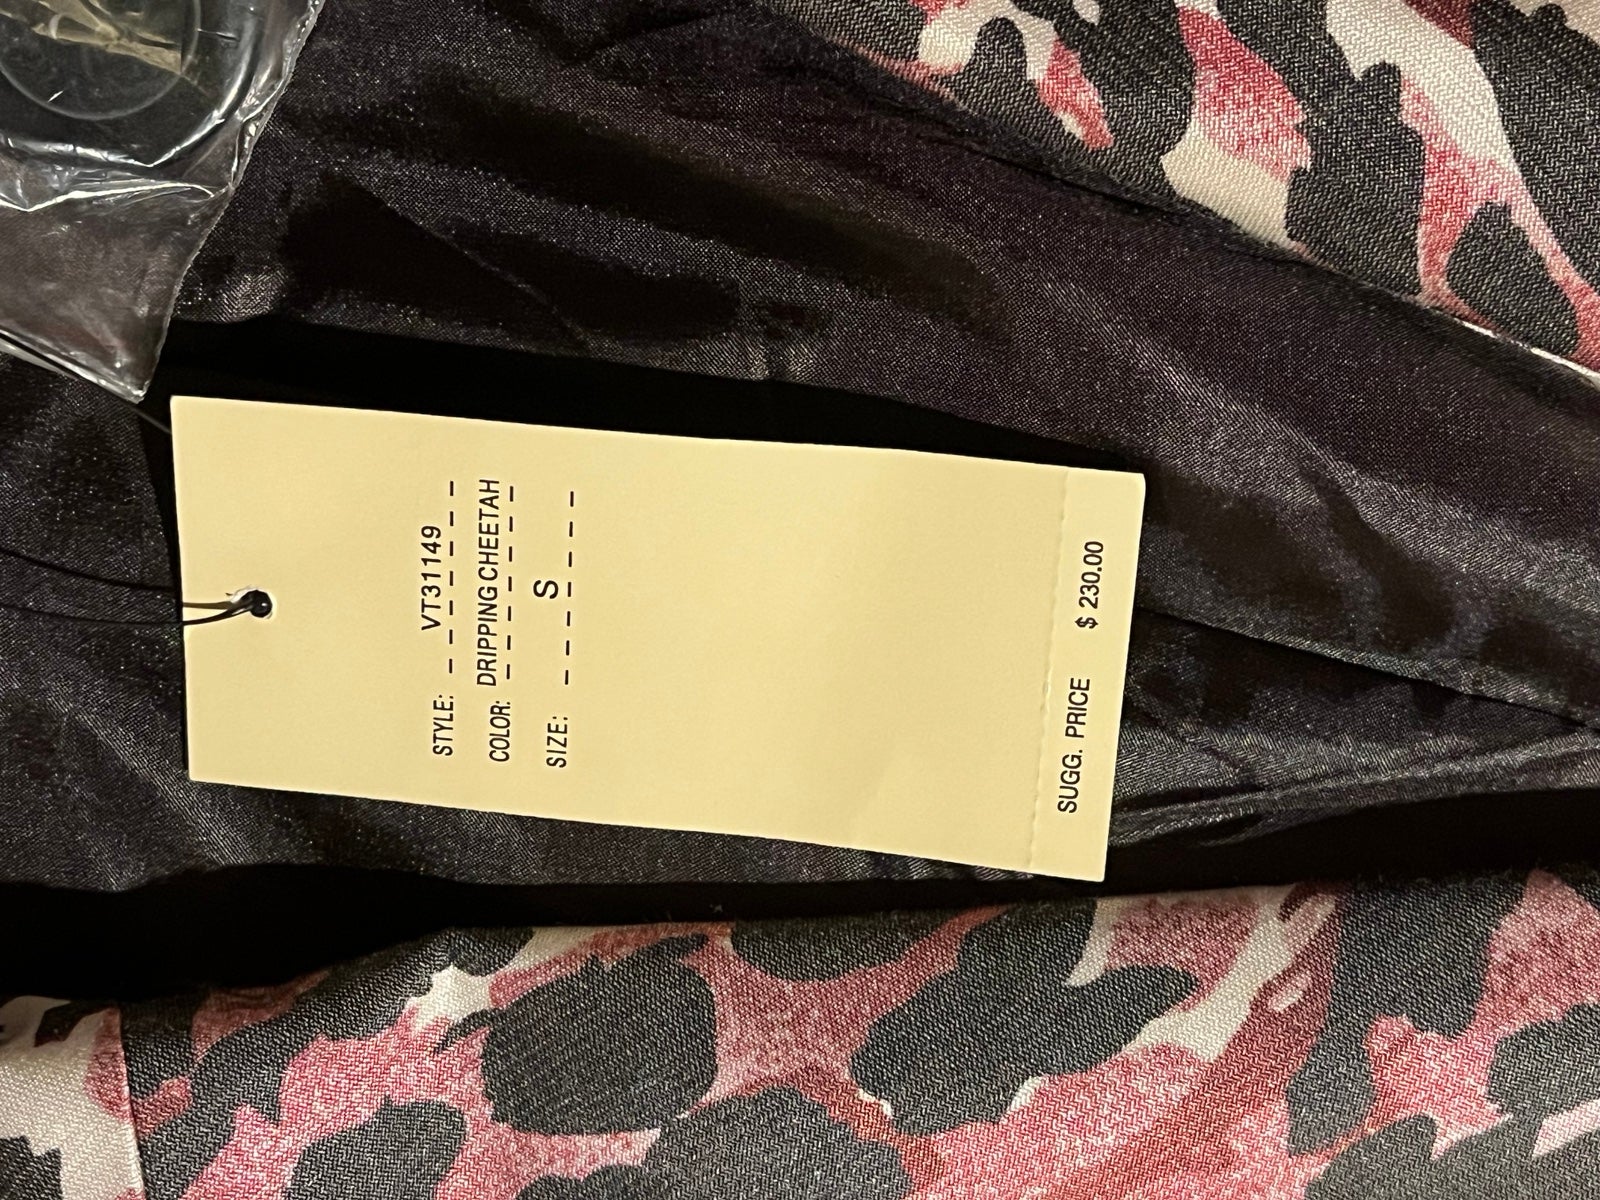 STYLE: VT31149
COLOR: DRIPPING CHEETAH
SIZE: S
SUGG. PRICE $ 230.00